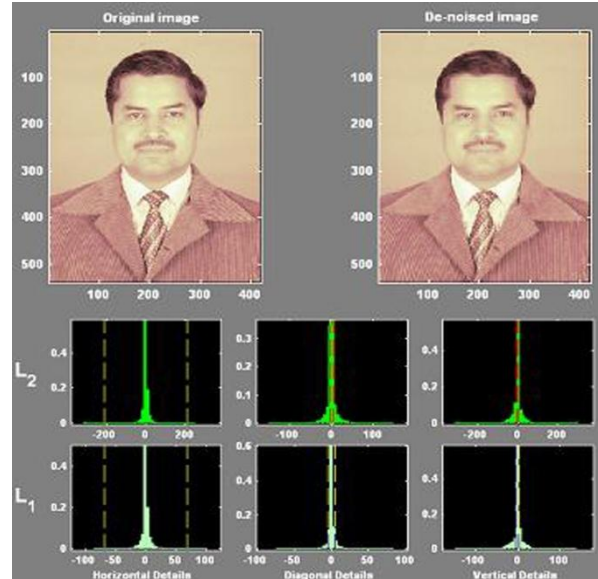 Original image
De-noised image
100
200
300
400
500
100 200 300 400
100
200
300
400
500
100 200 300 400
L2
0.4
0.2
0
-200 0 200
0.3
0.2
0.1
0
-100 0 100
0.4
0.2
0
-200 0 200
L1
0.4
0.2
0
-100 -50 0 50 100
Horizontal Details
0.6
0.4
0.2
0
-50 0 50
Diagonal Details
0.4
0.2
0
-100 0 100
Vertical Details